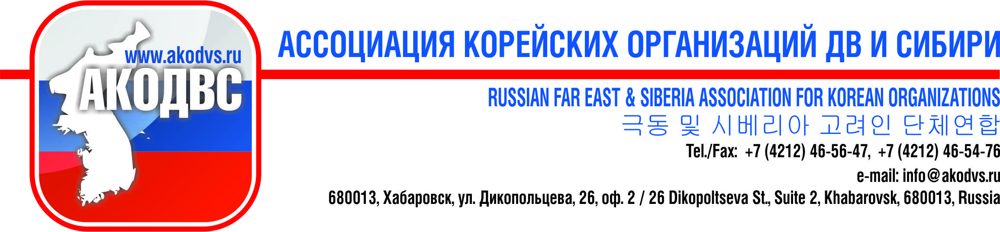 www.akodvs.ru
АКОДВС
АССОЦИАЦИЯ КОРЕЙСКИХ ОРГАНИЗАЦИЙ ДВ И СИБИРИ
RUSSIAN FAR EAST & SIBERIA ASSOCIATION FOR KOREAN ORGANIZATIONS
극동 및 시베리아 고려인 단체연합
Tel./Fax: +7 (4212) 46-56-47, +7 (4212) 46-54-76
e-mail: info@akodvs.ru
680013, Хабаровск, ул. Дикопольцева, 26, оф. 2 / 26 Dikopoltseva St., Suite 2, Khabarovsk, 680013, Russia